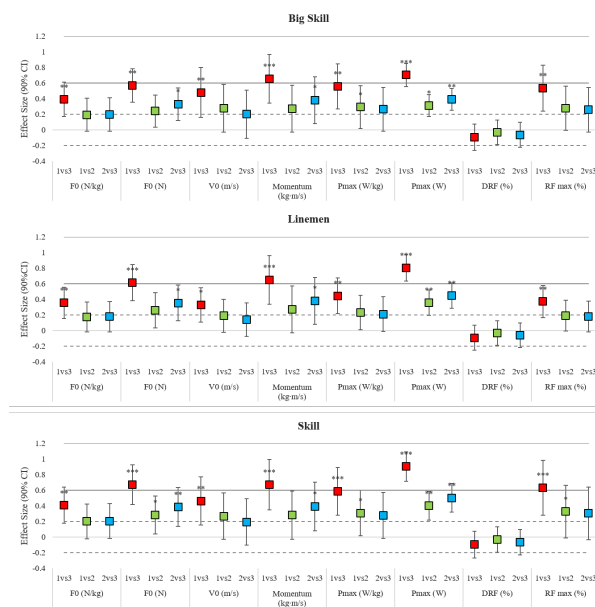 Big Skill
Effect Size (90% CI)
1.2
1
0.8
0.6
0.4
0.2
0
-0.2
-0.4
** ** * ** *** * ** * *** * ** **
1vs3 1vs2 2vs3 1vs3 1vs2 2vs3 1vs3 1vs2 2vs3 1vs3 1vs2 2vs3 1vs3 1vs2 2vs3 1vs3 1vs2 2vs3 1vs3 1vs2 2vs3 1vs3 1vs2 2vs3
F0 (N/kg) F0 (N) V0 (m/s) Momentum Pmax (W/kg) Pmax (W) DRF (%) RF max (%)
(kg·m/s)
Linemen
Effect Size (90%CI)
1.2
1
0.8
0.6
0.4
0.2
0
-0.2
-0.4
** *** * * *** * ** *** ** ** **
1vs3 1vs2 2vs3 1vs3 1vs2 2vs3 1vs3 1vs2 2vs3 1vs3 1vs2 2vs3 1vs3 1vs2 2vs3 1vs3 1vs2 2vs3 1vs3 1vs2 2vs3 1vs3 1vs2 2vs3
F0 (N/kg) F0 (N) V0 (m/s) Momentum Pmax (W/kg) Pmax (W) DRF (%) RF max (%)
(kg·m/s)
Skill
Effect Size (90% CI)
1.2
1
0.8
0.6
0.4
0.2
0
-0.2
-0.4
** *** * ** ** *** * *** * *** ** ** *** *
1vs3 1vs2 2vs3 1vs3 1vs2 2vs3 1vs3 1vs2 2vs3 1vs3 1vs2 2vs3 1vs3 1vs2 2vs3 1vs3 1vs2 2vs3 1vs3 1vs2 2vs3 1vs3 1vs2 2vs3
F0 (N/kg) F0 (N) V0 (m/s) Momentum Pmax (W/kg) Pmax (W) DRF (%) RF max (%)
(kg·m/s)